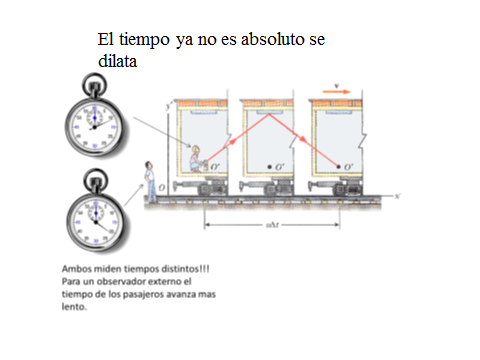 El tiempo ya no es absoluto se
dilata
v
y'
O'
O'
O'
O
x
uΔt
Ambos miden tiempos distintos!!!
Para un observador externo el
tiempo de los pasajeros avanza mas
lento.